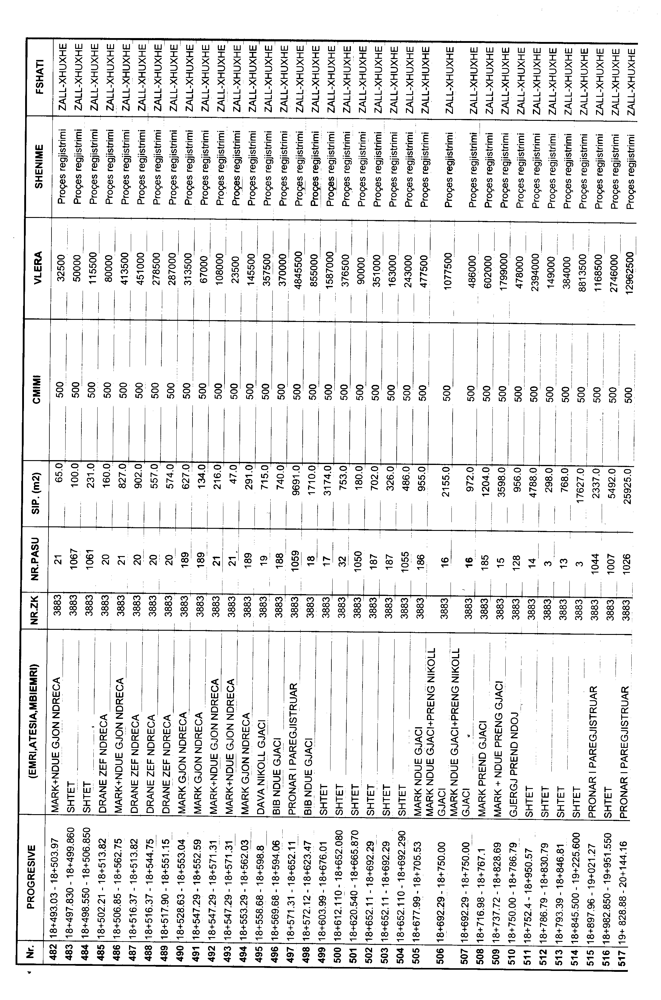 Nr. PROGRESIVE (EMRI,ATESIA,MBIEMRI) NR.ZK NR.PASU SIP. (m2) CMIMI VLERA SHENIME FSHATI
482 18+493.03 - 18+503.97 MARK+NDUE GJON NDRECA 3883 21 65.0 500 32500 Proçes regjistrimi ZALL-XHUXHE
483 18+497.830 - 18+499.860 SHTET 3883 1067 100.0 500 50000 Proçes regjistrimi ZALL-XHUXHE
484 18+498.550 - 18+506.850 SHTET 3883 1061 231.0 500 115500 Proçes regjistrimi ZALL-XHUXHE
485 18+502.21 - 18+513.82 DRANE ZEF NDRECA 3883 20 160.0 500 80000 Proçes regjistrimi ZALL-XHUXHE
486 18+506.85 - 18+562.75 MARK+NDUE GJON NDRECA 3883 21 827.0 500 413500 Proçes regjistrimi ZALL-XHUXHE
487 18+516.37 - 18+513.82 DRANE ZEF NDRECA 3883 20 902.0 500 451000 Proçes regjistrimi ZALL-XHUXHE
488 18+516.37 - 18+544.75 DRANE ZEF NDRECA 3883 20 557.0 500 278500 Proçes regjistrimi ZALL-XHUXHE
489 18+517.90 - 18+551.15 DRANE ZEF NDRECA 3883 20 574.0 500 287000 Proçes regjistrimi ZALL-XHUXHE
490 18+528.63 - 18+553.04 MARK GJON NDRECA 3883 189 627.0 500 313500 Proçes regjistrimi ZALL-XHUXHE
491 18+547.29 - 18+552.59 MARK GJON NDRECA 3883 189 134.0 500 67000 Proçes regjistrimi ZALL-XHUXHE
492 18+547.29 - 18+571.31 MARK+NDUE GJON NDRECA 3883 21 216.0 500 108000 Proçes regjistrimi ZALL-XHUXHE
493 18+547.29 - 18+571.31 MARK+NDUE GJON NDRECA 3883 21 47.0 500 23500 Proçes regjistrimi ZALL-XHUXHE
494 18+553.29 - 18+562.03 MARK GJON NDRECA 3883 189 291.0 500 145500 Proçes regjistrimi ZALL-XHUXHE
495 18+558.68 - 18+598.8 DAVA NIKOLL GJACI 3883 19 715.0 500 357500 Proçes regjistrimi ZALL-XHUXHE
496 18+569.68 - 18+594.06 BIB NDUE GJACI 3883 188 740.0 500 370000 Proçes regjistrimi ZALL-XHUXHE
497 18+571.31 - 18+652.11 PRONAR I PAREGJISTRUAR 3883 1059 9691.0 500 4845500 Proçes regjistrimi ZALL-XHUXHE
498 18+572.12 - 18+623.47 BIB NDUE GJACI 3883 18 1710.0 500 855000 Proçes regjistrimi ZALL-XHUXHE
499 18+603.99 - 18+676.01 SHTET 3883 17 3174.0 500 1587000 Proçes regjistrimi ZALL-XHUXHE
500 18+612.110 - 18+652.080 SHTET 3883 32 753.0 500 376500 Proçes regjistrimi ZALL-XHUXHE
501 18+620.540 - 18+665.870 SHTET 3883 1050 180.0 500 90000 Proçes regjistrimi ZALL-XHUXHE
502 18+652.11 - 18+692.29 SHTET 3883 187 702.0 500 351000 Proçes regjistrimi ZALL-XHUXHE
503 18+652.11 - 18+692.29 SHTET 3883 187 326.0 500 163000 Proçes regjistrimi ZALL-XHUXHE
504 18+652.110 - 18+692.290 SHTET 3883 1055 486.0 500 243000 Proçes regjistrimi ZALL-XHUXHE
505 18+677.99 - 18+705.53 MARK NDUE GJACI 3883 186 955.0 500 477500 Proçes regjistrimi ZALL-XHUXHE
MARK NDUE GJACI+PRENG NIKOLL
506 18+692.29 - 18+750.00 GJACI 3883 16 2155.0 500 1077500 Proçes regjistrimi ZALL-XHUXHE
MARK NDUE GJACI+PRENG NIKOLL
507 18+692.29 - 18+750.00 GJACI 3883 16 972.0 500 486000 Proçes regjistrimi ZALL-XHUXHE
508 18+716.98 - 18+767.1 MARK PREND GJACI 3883 185 1204.0 500 602000 Proçes regjistrimi ZALL-XHUXHE
509 18+737.72 - 18+828.69 MARK + NDUE PRENG GJACI 3883 15 3598.0 500 1799000 Proçes regjistrimi ZALL-XHUXHE
510 18+750.00 - 18+786.79 GJERGJ PREND NDOJ 3883 128 956.0 500 478000 Proçes regjistrimi ZALL-XHUXHE
511 18+752.4 - 18+950.57 SHTET 3883 14 4788.0 500 2394000 Proçes regjistrimi ZALL-XHUXHE
512 18+786.79 - 18+830.79 SHTET 3883 3 298.0 500 149000 Proçes regjistrimi ZALL-XHUXHE
513 18+793.39 - 18+846.81 SHTET 3883 13 768.0 500 384000 Proçes regjistrimi ZALL-XHUXHE
514 18+845.500 - 19+225.600 SHTET 3883 3 17627.0 500 8813500 Proçes regjistrimi ZALL-XHUXHE
515 18+897.96 - 19+021.27 PRONAR I PAREGJISTRUAR 3883 1044 2337.0 500 1168500 Proçes regjistrimi ZALL-XHUXHE
516 18+982.850 - 19+951.550 SHTET 3883 1007 5492.0 500 2746000 Proçes regjistrimi ZALL-XHUXHE
517 19+ 828.88 - 20+144.16 PRONAR I PAREGJISTRUAR 3883 1026 25925.0 500 12962500 Proçes regjistrimi ZALL-XHUXHE